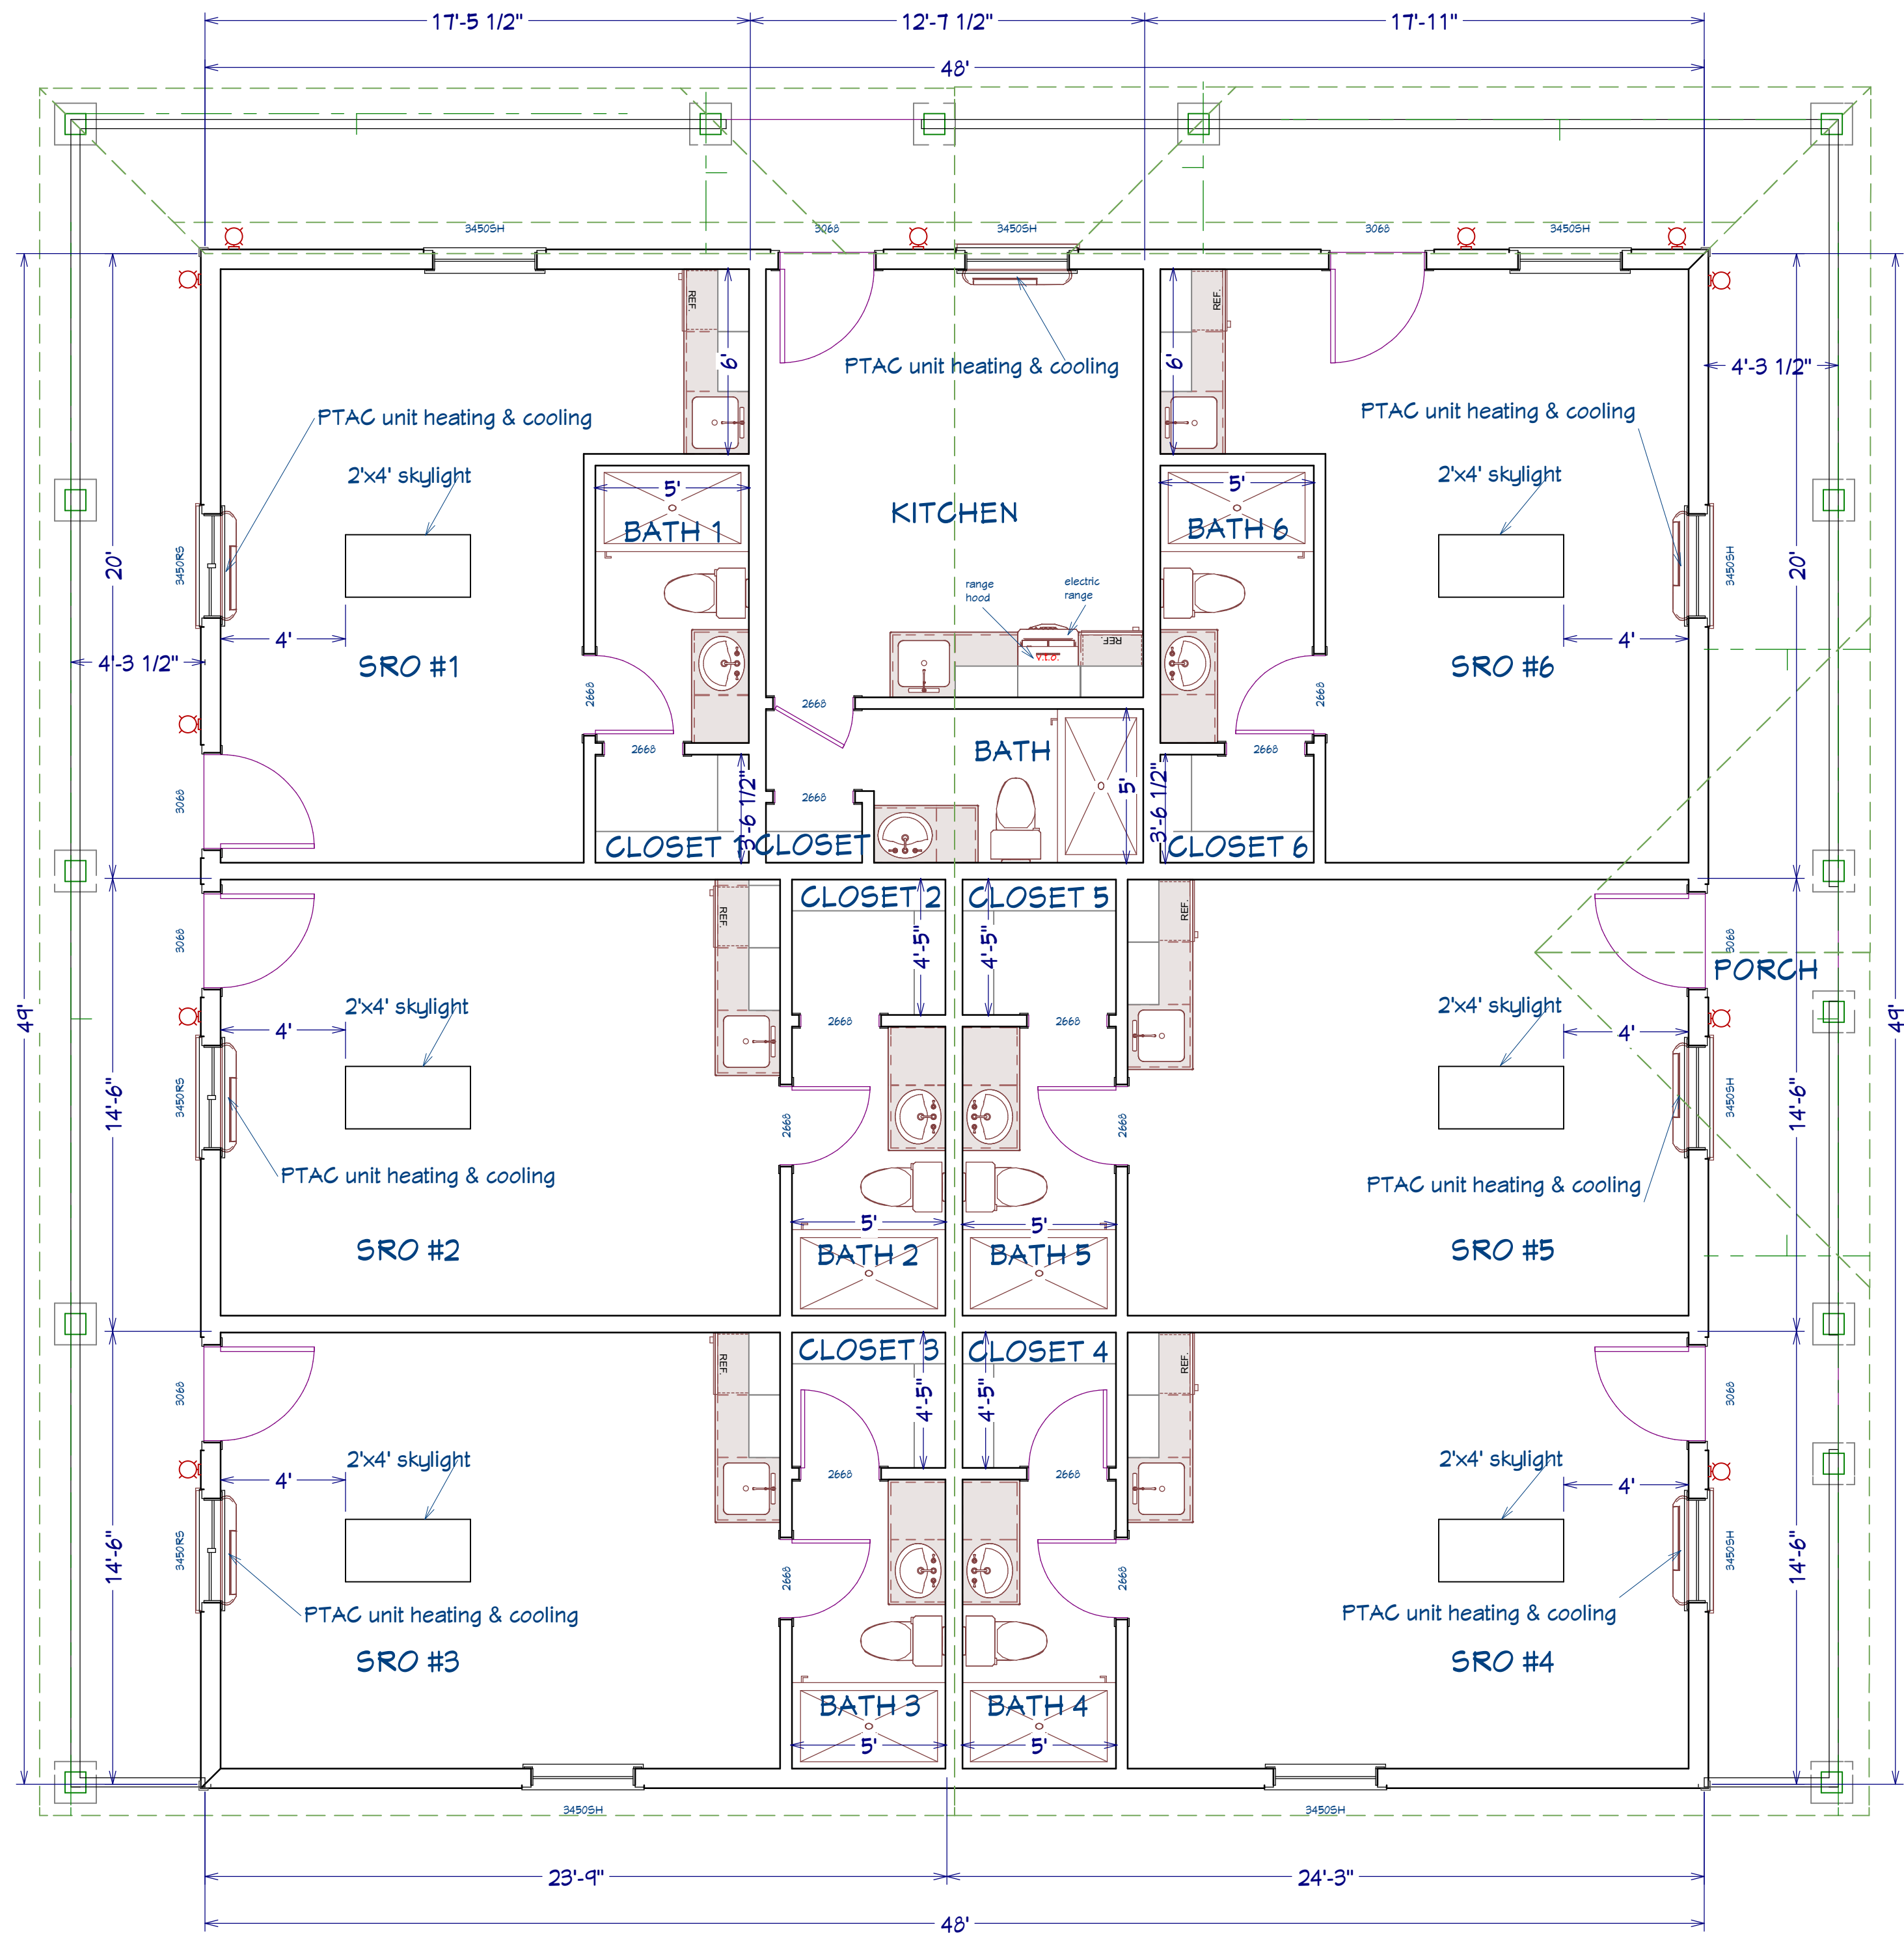 17'-5 1/2" 12'-7 1/2" 17'-11"
48'
3450SH 3068 3450SH 3068 3450SH
REF. REF.
6' 6'
PTAC unit heating & cooling
4'-3 1/2"
PTAC unit heating & cooling PTAC unit heating & cooling
2'x4' skylight 2'x4' skylight
5' 5'
KITCHEN
BATH 1 BATH 6
20' 3450RS 3450SH 20'
range hood electric range
4' REF. 4'
4'-3 1/2" SRO #1 V.I.O. SRO #6
2668 2668 2668
2668 BATH 2668
3068 3'-6 1/2" 2668 5' 3'-6 1/2"
CLOSET 1 CLOSET CLOSET 6
CLOSET 2 CLOSET 5
REF. REF.
3068 4'-5" 4'-5" 3068
PORCH
2'x4' skylight 2'x4' skylight
49' 4' 2668 2668 4' 49'
14'-6" 3450RS 2668 2668 3450SH 14'-6"
PTAC unit heating & cooling PTAC unit heating & cooling
5' 5'
SRO #2 BATH 2 BATH 5 SRO #5
CLOSET 3 CLOSET 4
REF. REF.
3068 4'-5" 4'-5" 3068
2'x4' skylight 2'x4' skylight
4' 2668 2668 4'
14'-6" 3450RS 2668 2668 3450SH 14'-6"
PTAC unit heating & cooling PTAC unit heating & cooling
SRO #3 SRO #4
BATH 3 BATH 4
5' 5'
3450SH 3450SH
23'-9" 24'-3"
48'